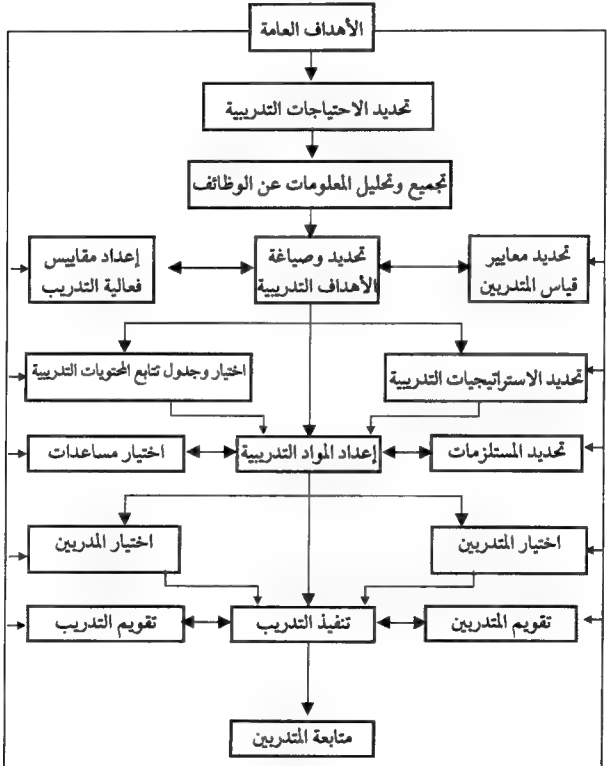 الأهداف العامة
تحديد الاحتياجات التدريبية
تجميع وتحليل المعلومات عن الوظائف
تحديد معايير
قياس المتدربين
تحديد وصياغة
الأهداف التدريبية
إعداد مقاييس
فعالية التدريب
تحديد الاستراتيجيات التدريبية
اختيار وجدول تتابع المحتويات التدريبية
تحديد المستلزمات
إعداد المواد التدريبية
اختيار مساعدات
اختيار المتدربين
اختيار المدربين
تقويم المتدربين
تنفيذ التدريب
تقويم التدريب
متابعة المتدربين